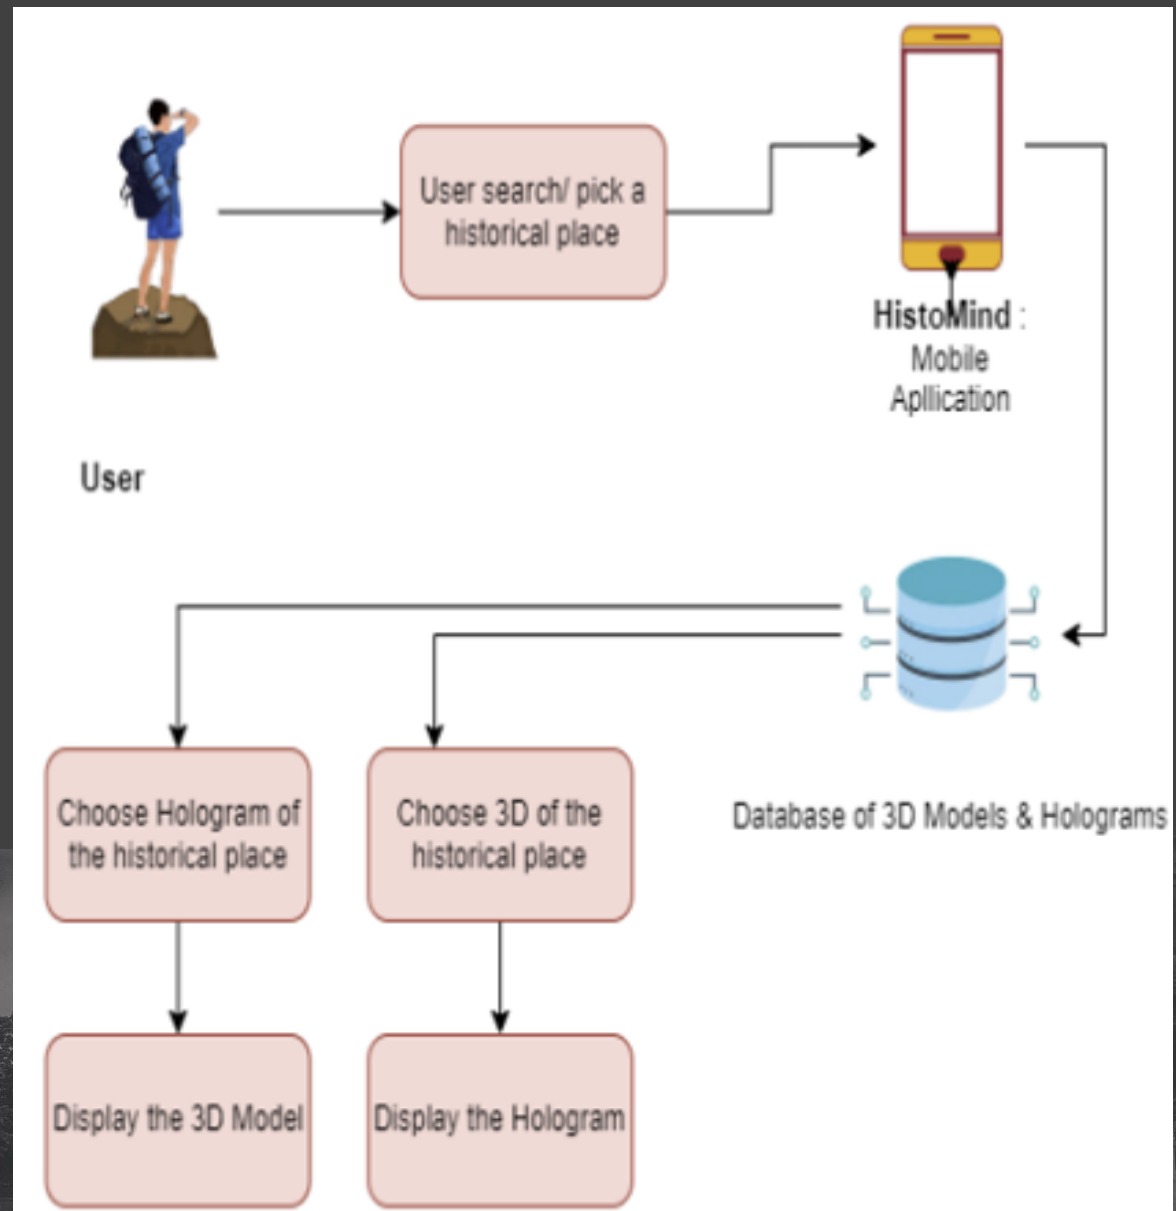 User search/ pick a
historical place
HistoMind :
Mobile
Apllication
User
Database of 3D Models & Holograms
Choose Hologram of
the historical place
Choose 3D of the
historical place
Display the 3D Model
Display the Hologram